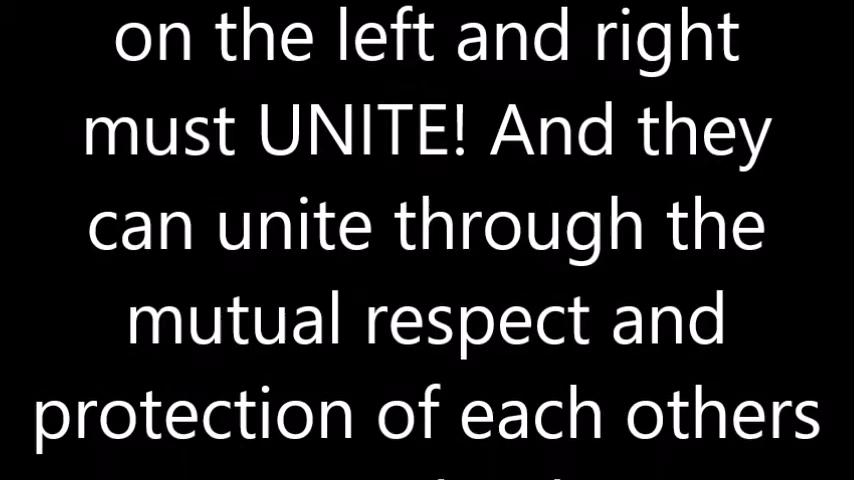 on the left and right
must UNITE! And they
can unite through the
mutual respect and
protection of each others